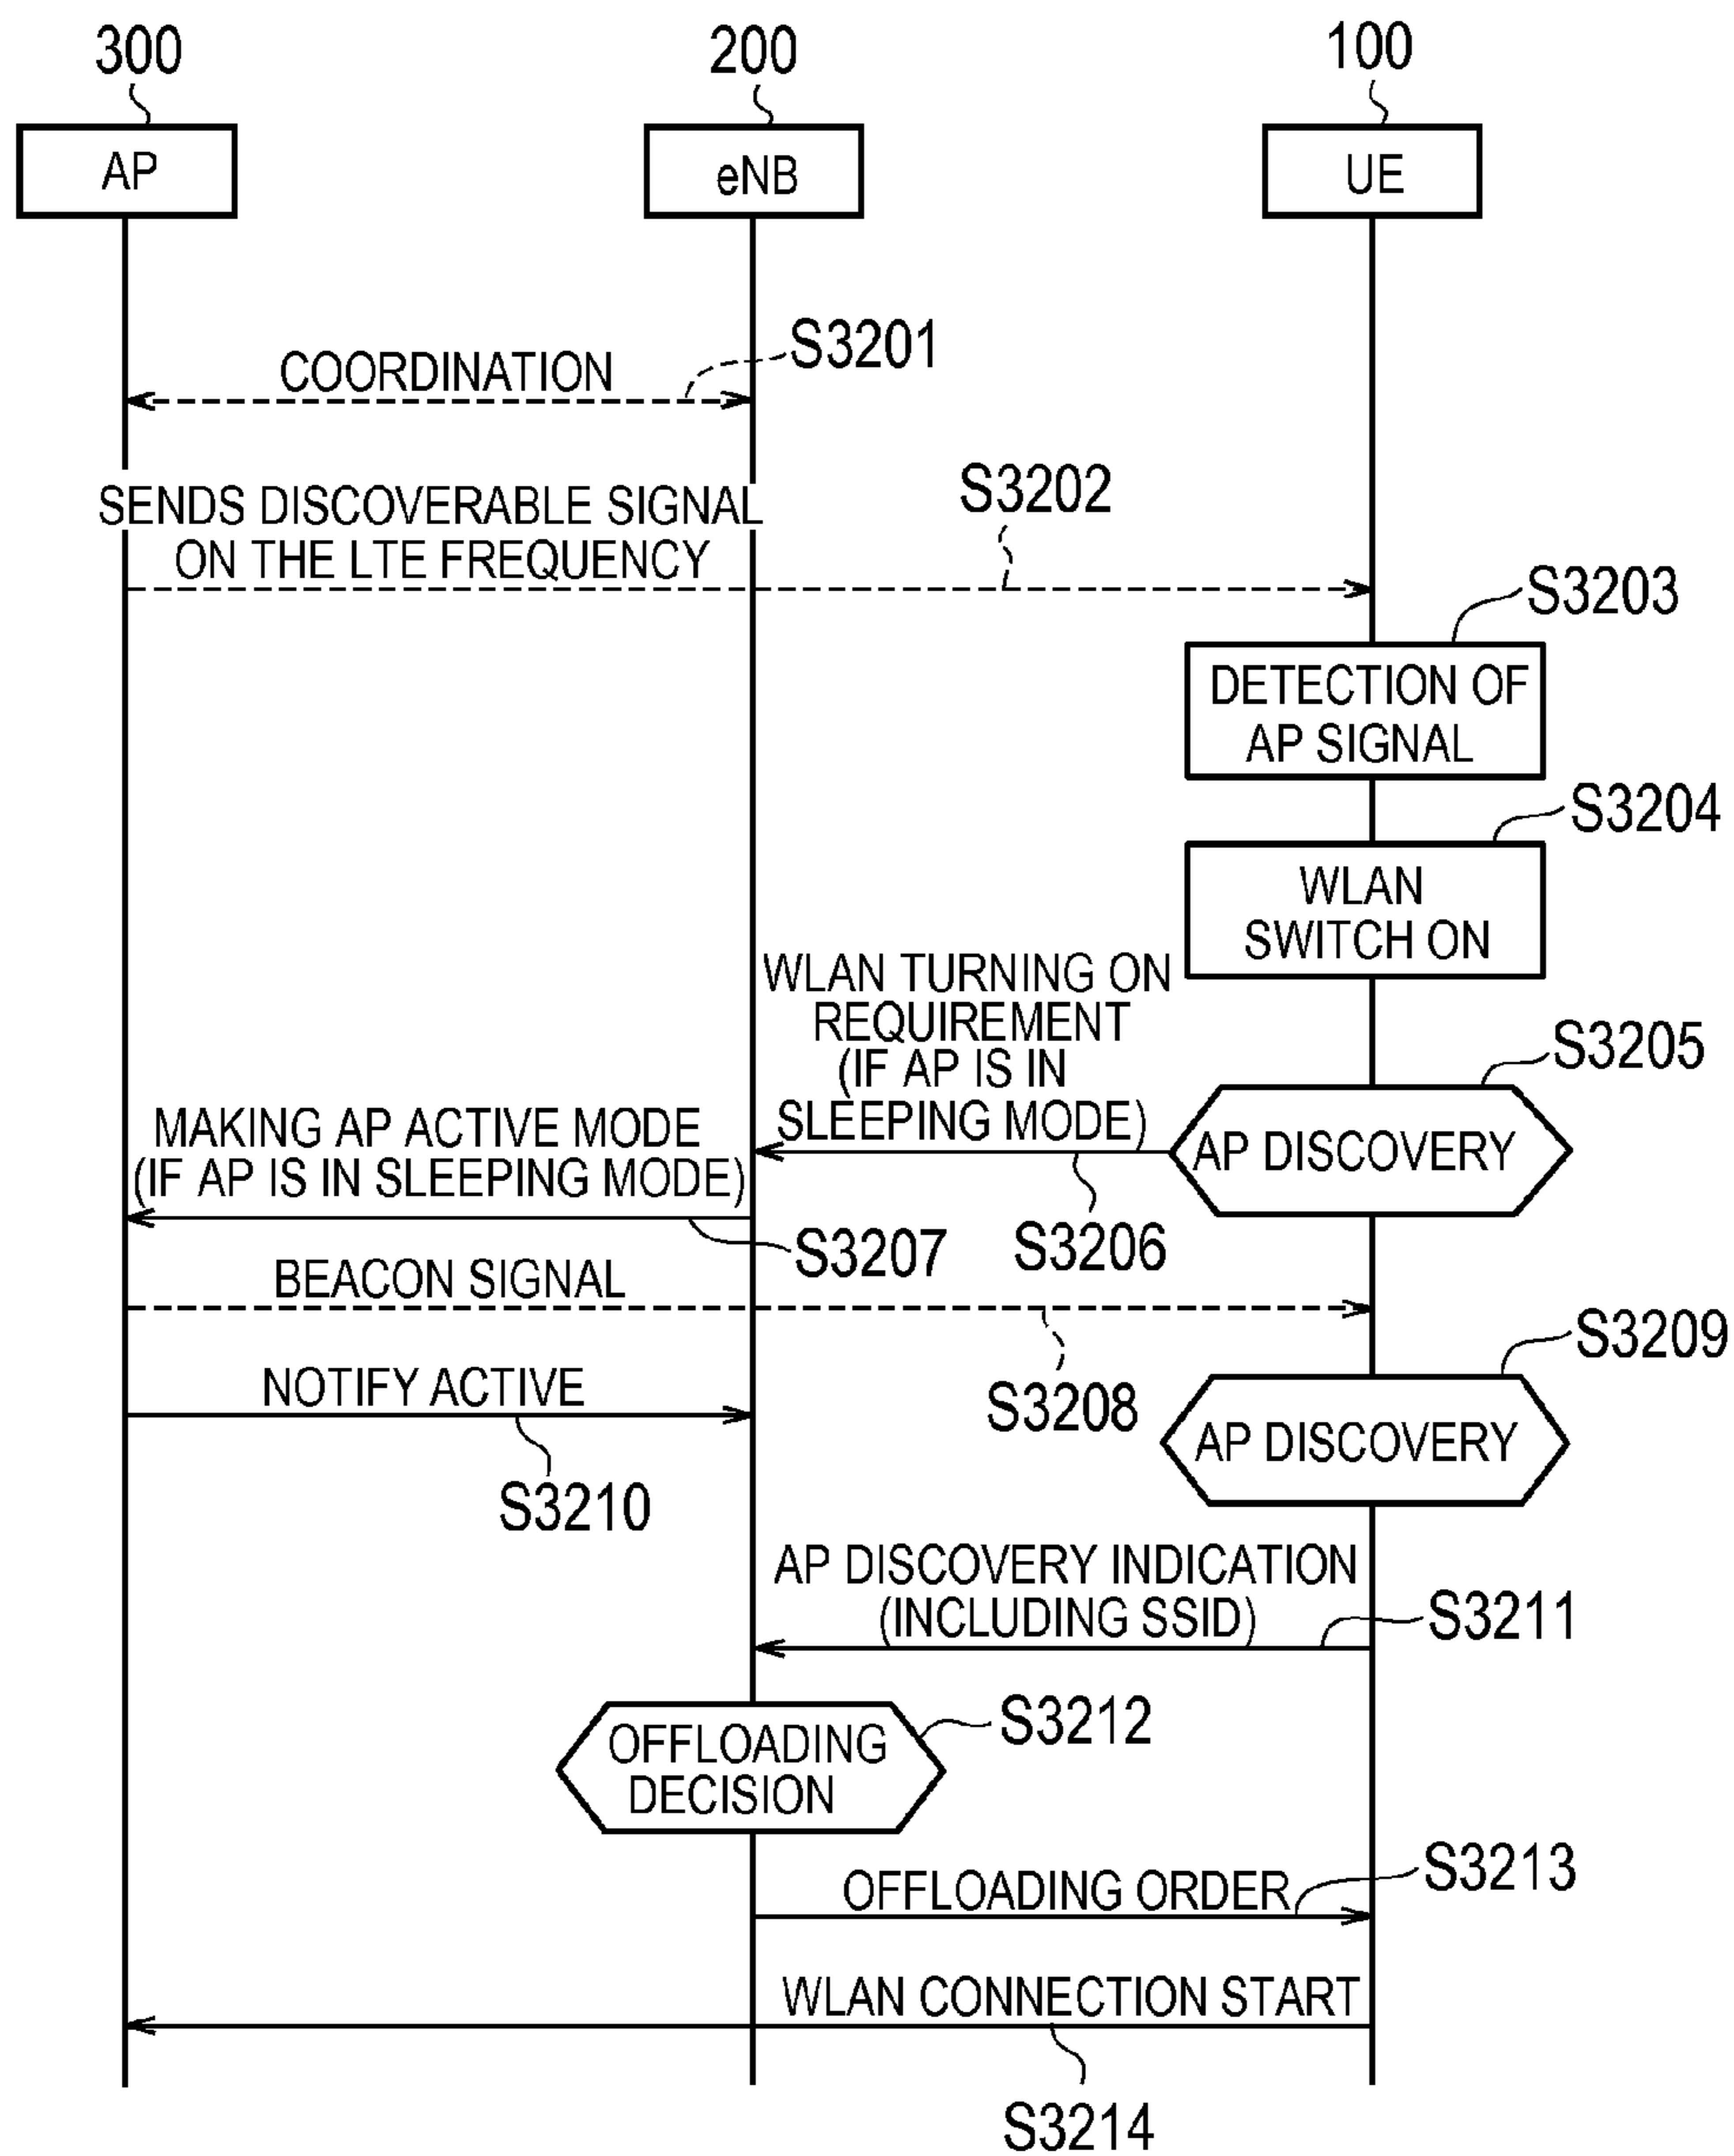 300
200
100
AP
eNB
UE
S3201
COORDINATION
S3202
SENDS DISCOVERABLE SIGNAL
ON THE LTE FREQUENCY
S3203
DETECTION OF
AP SIGNAL
S3204
WLAN
SWITCH ON
WLAN TURNING ON
REQUIREMENT
(IF AP IS IN
SLEEPING MODE)
S3205
AP DISCOVERY
MAKING AP ACTIVE MODE
(IF AP IS IN SLEEPING MODE)
S3206
S3207
BEACON SIGNAL
S3208
S3209
NOTIFY ACTIVE
AP DISCOVERY
S3210
AP DISCOVERY INDICATION
(INCLUDING SSID)
S3211
S3212
OFFLOADING
DECISION
S3213
OFFLOADING ORDER
WLAN CONNECTION START
S3214